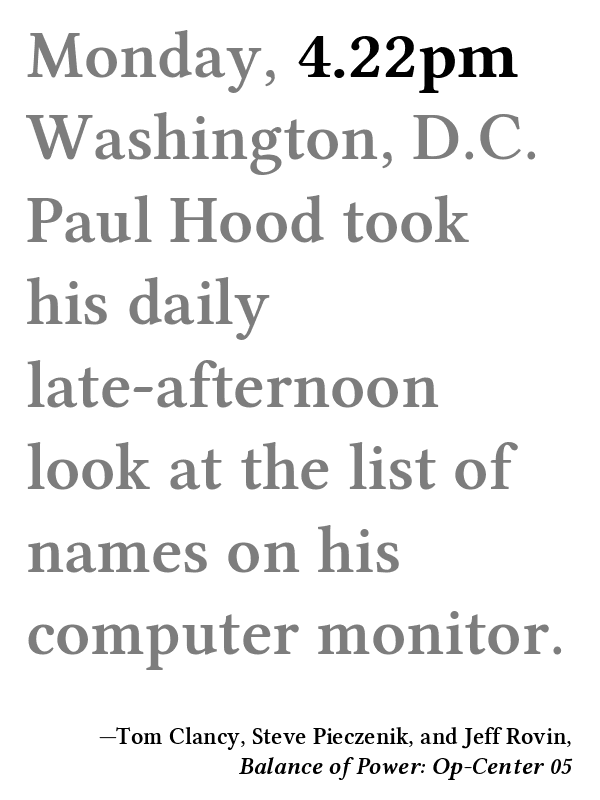 Monday, 4.22pm
Washington, D.C.
Paul Hood took
his daily
late-afternoon
look at the list of
names on his
computer monitor.
—Tom Clancy, Steve Pieczenik, and Jeff Rovin,
Balance of Power: Op-Center 05